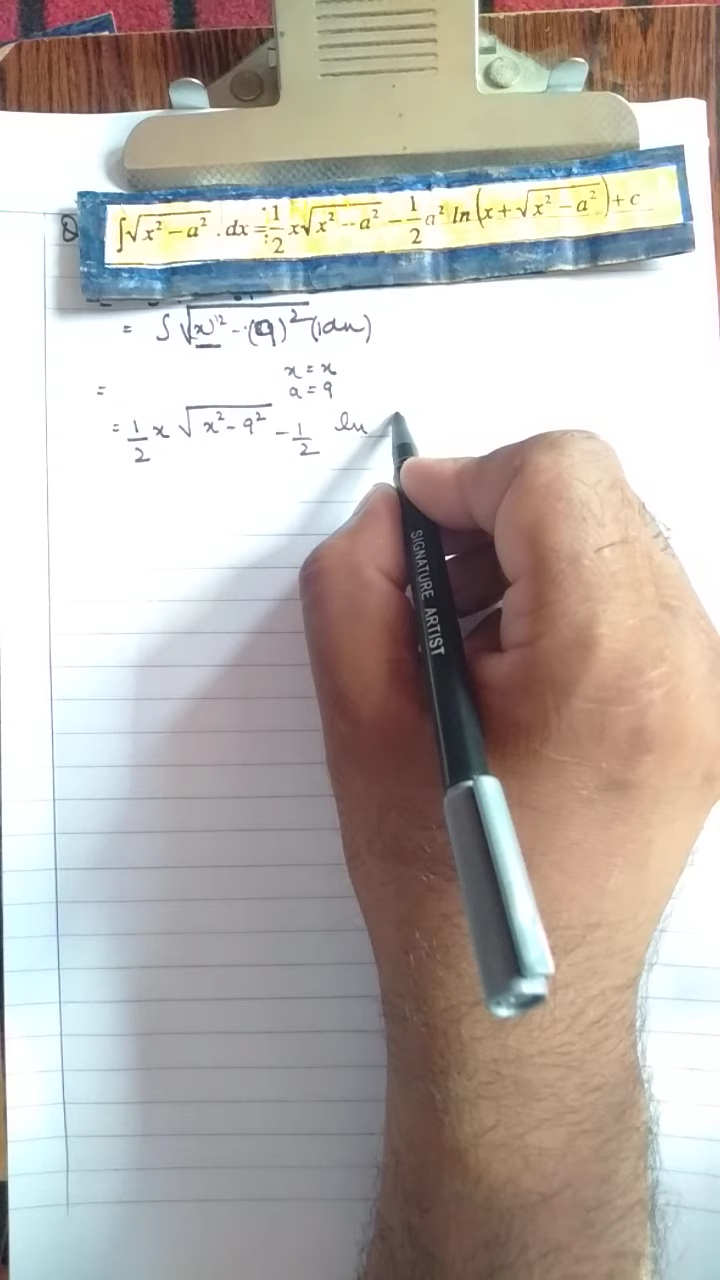 Q
∫√(x² − a²) . dx = ½ x√(x² − a²) − ½ a² ln(x + √(x² − a²)) + c
= ∫ √((x)² − (9)²) (1dx)
x = x
= a = 9
= ½ x √(x² − 9²) − ½ ln
SIGNATURE ARTIST